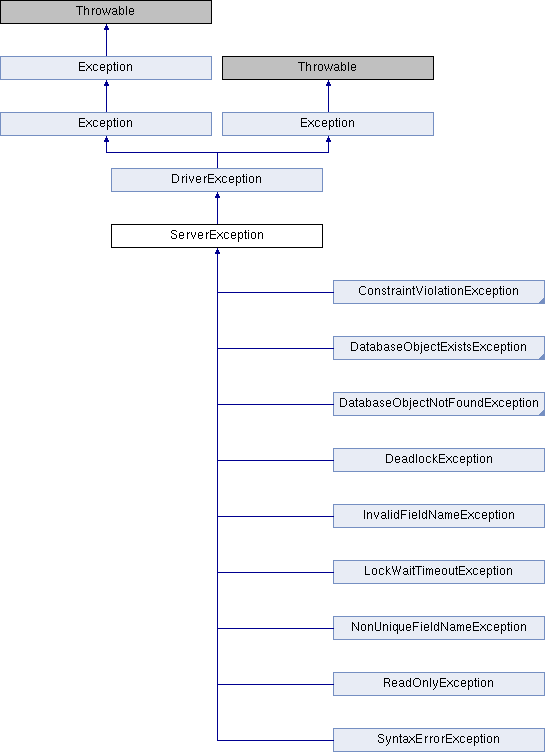 Throwable
Exception
Throwable
Exception
Exception
DriverException
ServerException
ConstraintViolationException
DatabaseObjectExistsException
DatabaseObjectNotFoundException
DeadlockException
InvalidFieldNameException
LockWaitTimeoutException
NonUniqueFieldNameException
ReadOnlyException
SyntaxErrorException